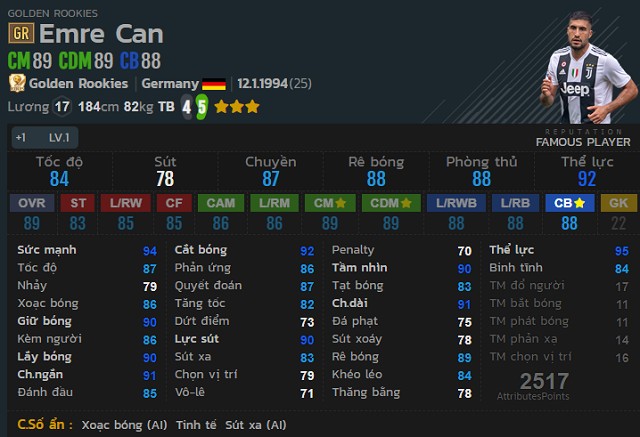 GOLDEN ROOKIES
GR Emre Can
CM 89 CDM 89 CB 88
Golden Rookies Germany 12.1.1994 (25)
Lương 17 184cm 82kg TB 4 5
Jeep
+1 LV.1
REPUTATION
FAMOUS PLAYER
Tốc độ Sút Chuyền Rê bóng Phòng thủ Thể lực
84 78 87 88 88 92
OVR ST L/RW CF CAM L/RM CM CDM L/RWB L/RB CB GK
89 83 85 85 86 86 89 89 88 88 88 22
Sức mạnh 94 Cắt bóng 92 Penalty 70 Thể lực 95
Tốc độ 87 Phản ứng 86 Tầm nhìn 90 Bình tĩnh 84
Nhảy 79 Quyết đoán 87 Tạt bóng 83 TM đổ người 17
Xoạc bóng 86 Tăng tốc 82 Ch.dài 91 TM bắt bóng 11
Giữ bóng 90 Dứt điểm 73 Đá phạt 75 TM phát bóng 11
Kèm người 86 Lực sút 90 Sút xoáy 78 TM phản xạ 14
Lấy bóng 90 Sút xa 83 Rê bóng 89 TM chọn vị trí 16
Ch.ngắn 91 Chọn vị trí 79 Khéo léo 84
Đánh đầu 85 Vô-lê 71 Thăng bằng 78
2517
AttributesPoints
C.Số ẩn : Xoạc bóng (AI) Tinh tế Sút xa (AI)